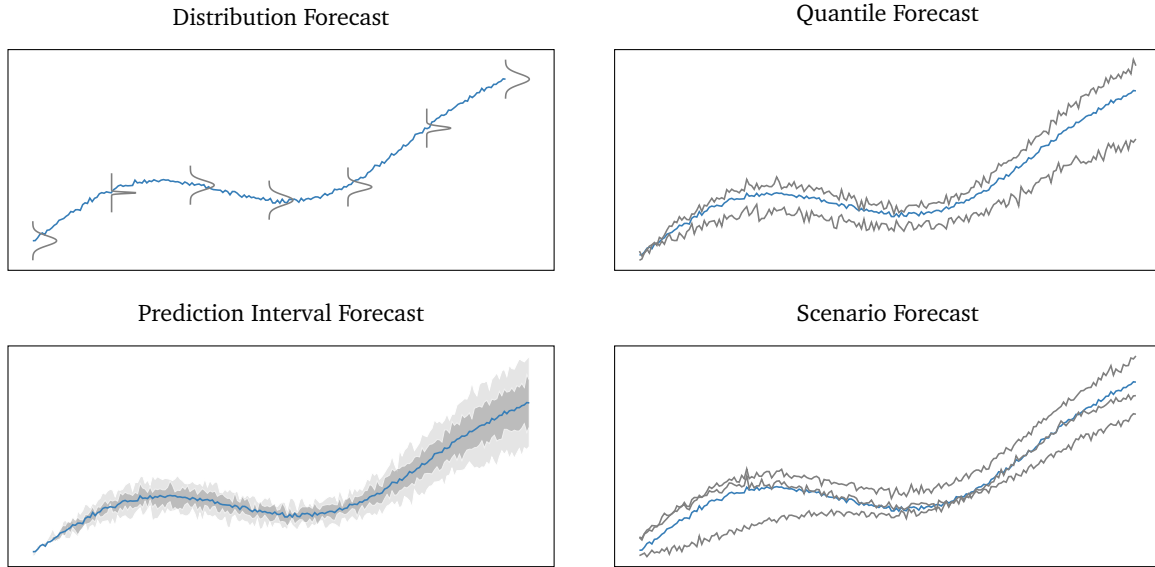 Distribution Forecast
Quantile Forecast
Prediction Interval Forecast
Scenario Forecast